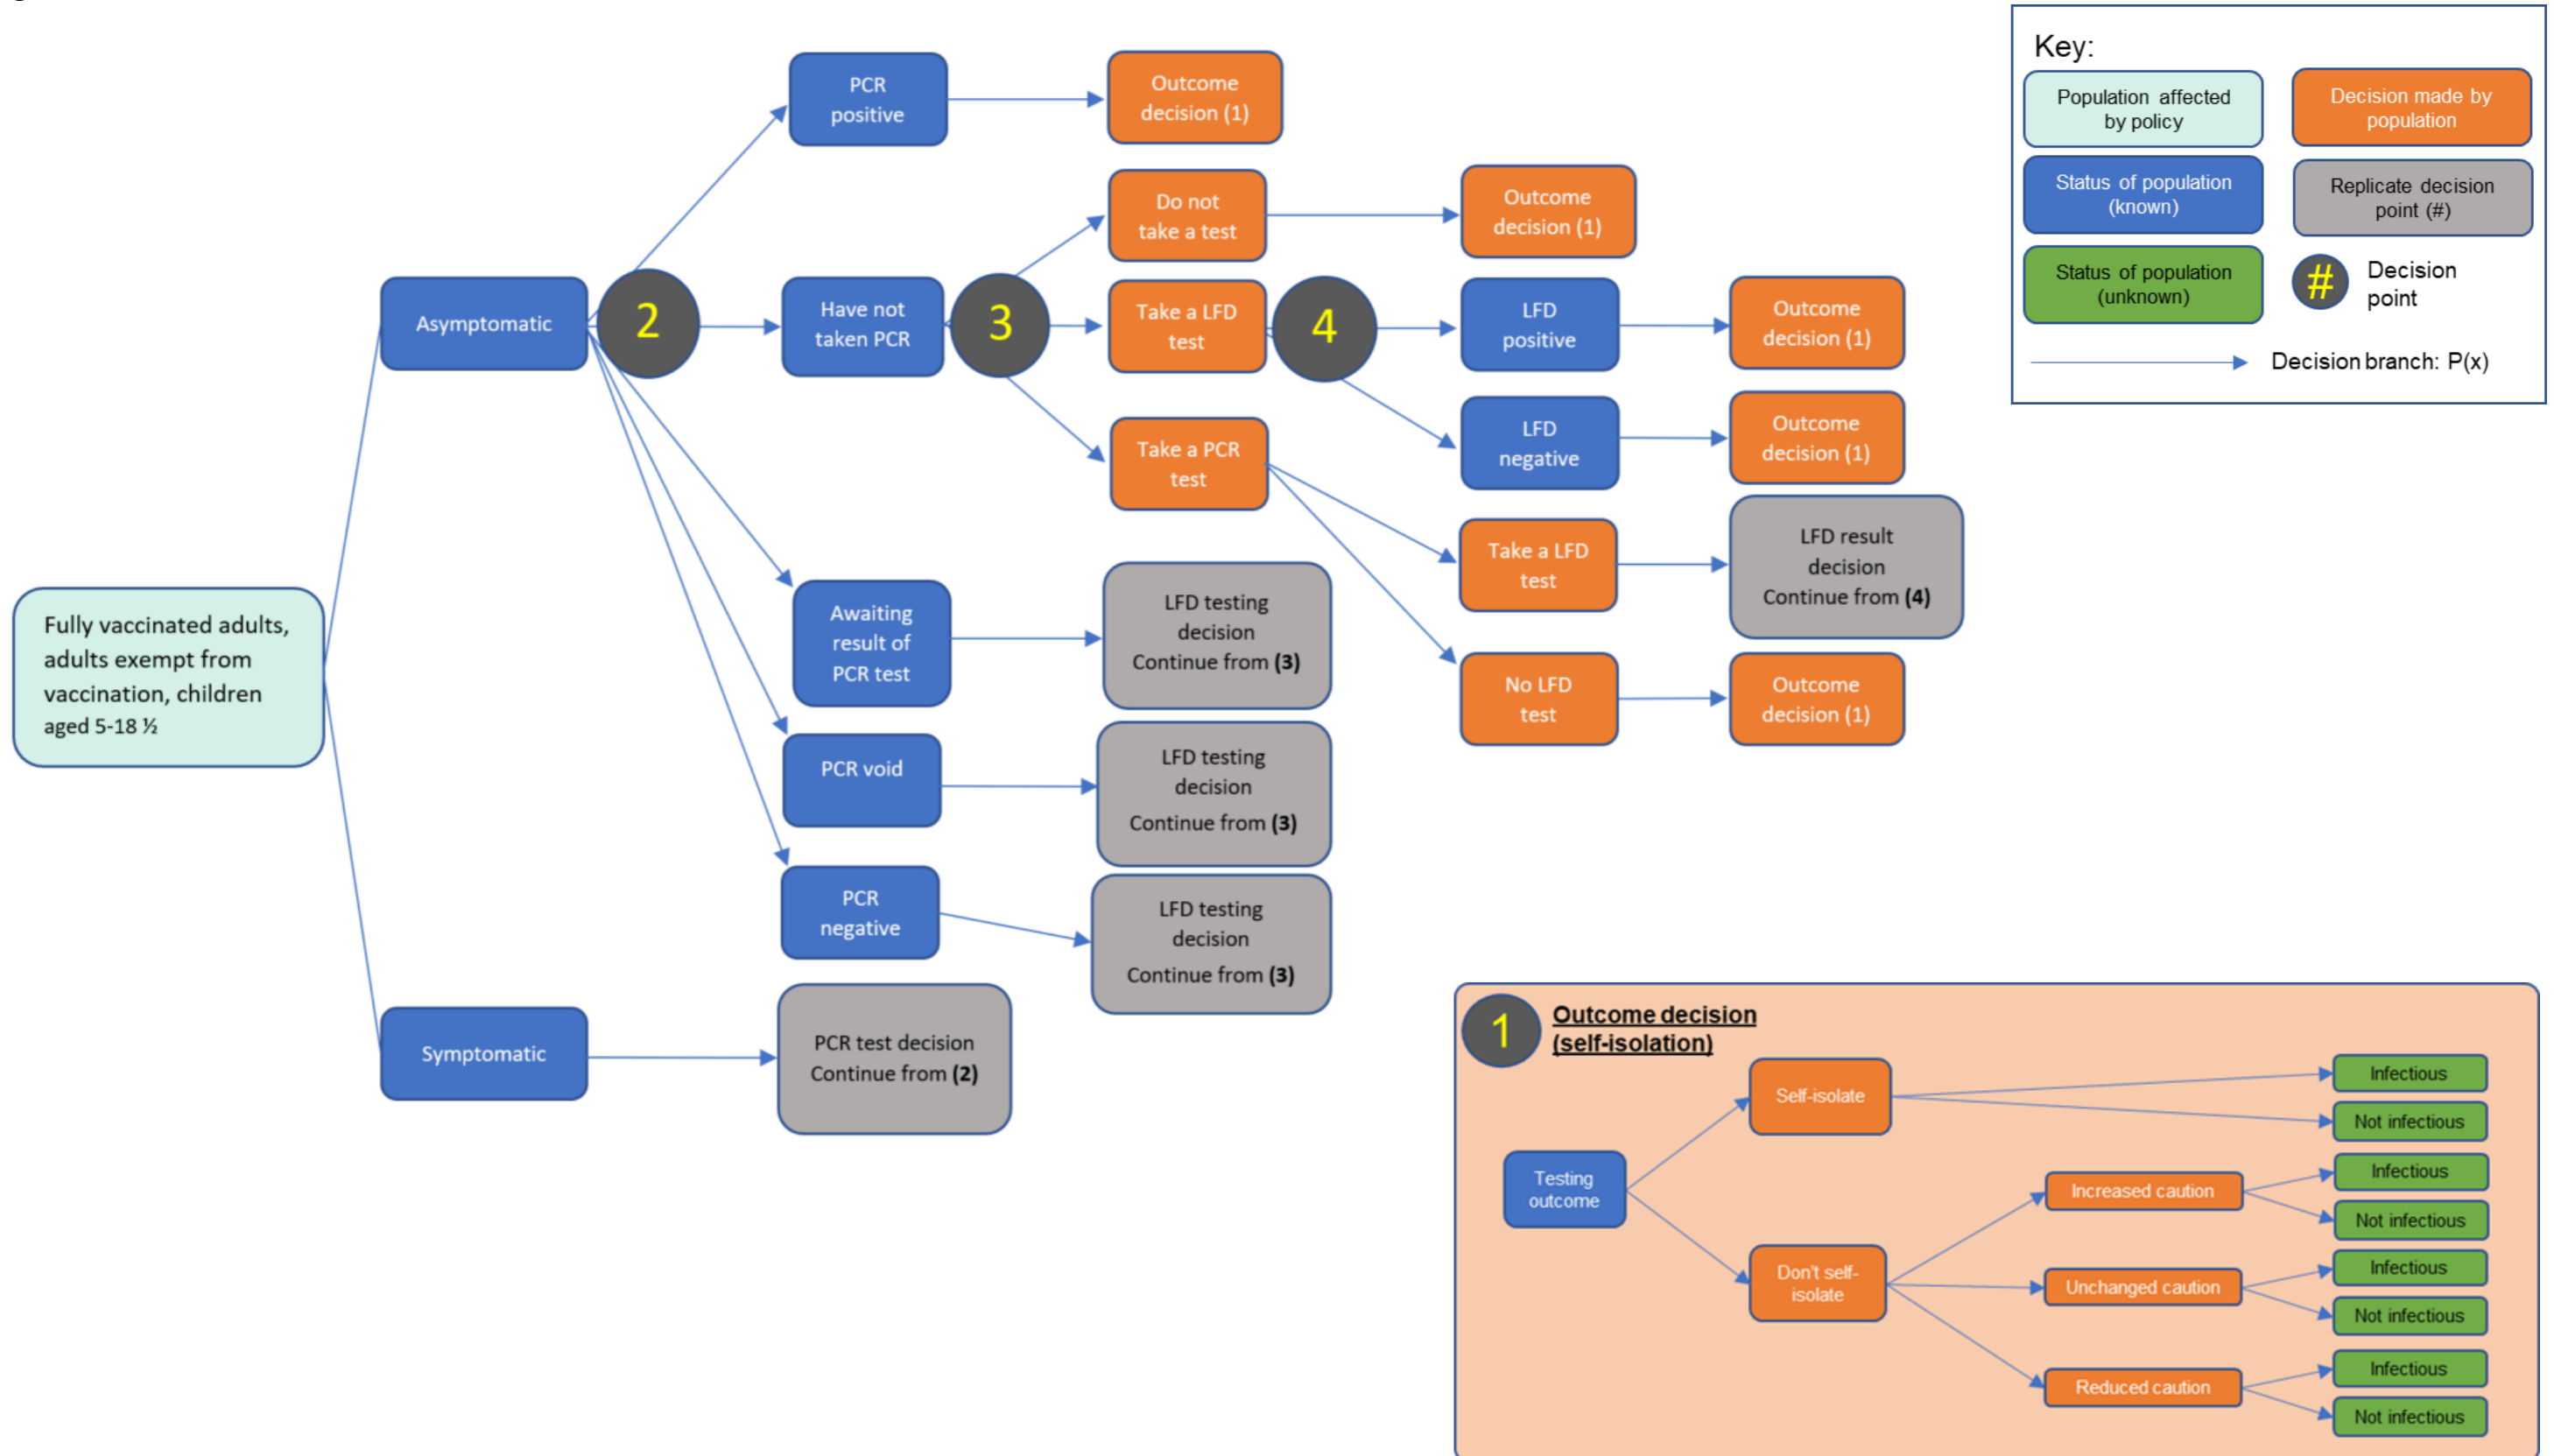 Key:
Population affected
by policy
Decision made by
population
Status of population
(known)
Replicate decision
point (#)
Status of population
(unknown)
#
Decision
point
Decision branch: P(x)
PCR
positive
Outcome
decision (1)
Do not
take a test
Outcome
decision (1)
Asymptomatic
2
Have not
taken PCR
3
Take a LFD
test
4
LFD
positive
Outcome
decision (1)
LFD
negative
Outcome
decision (1)
Take a PCR
test
Take a LFD
test
LFD result
decision
Continue from (4)
No LFD
test
Outcome
decision (1)
Fully vaccinated adults,
adults exempt from
vaccination, children
aged 5-18 ½
Awaiting
result of
PCR test
LFD testing
decision
Continue from (3)
PCR void
LFD testing
decision
Continue from (3)
PCR
negative
LFD testing
decision
Continue from (3)
Symptomatic
PCR test decision
Continue from (2)
1
Outcome decision
(self-isolation)
Testing
outcome
Self-isolate
Infectious
Not infectious
Don't self-
isolate
Increased caution
Infectious
Not infectious
Unchanged caution
Infectious
Not infectious
Reduced caution
Infectious
Not infectious